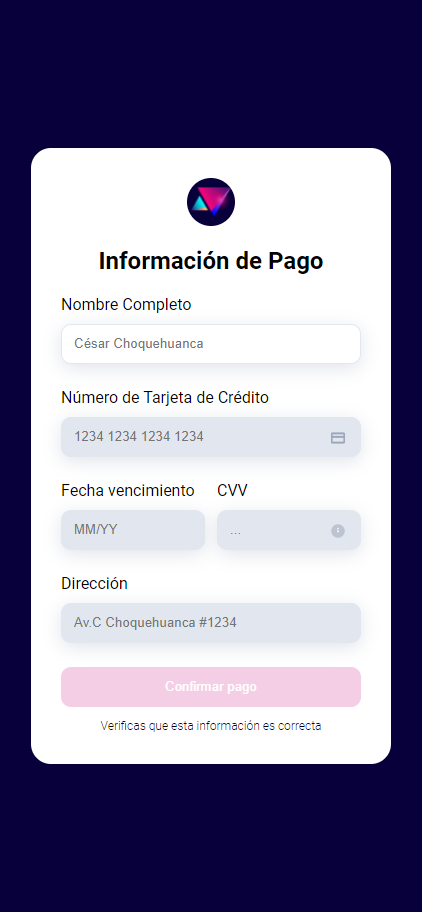 Información de Pago
Nombre Completo
César Choquehuanca
Número de Tarjeta de Crédito
1234 1234 1234 1234
Fecha vencimiento CVV
MM/YY ...
Dirección
Av.C Choquehuanca #1234
Confirmar pago
Verificas que esta información es correcta